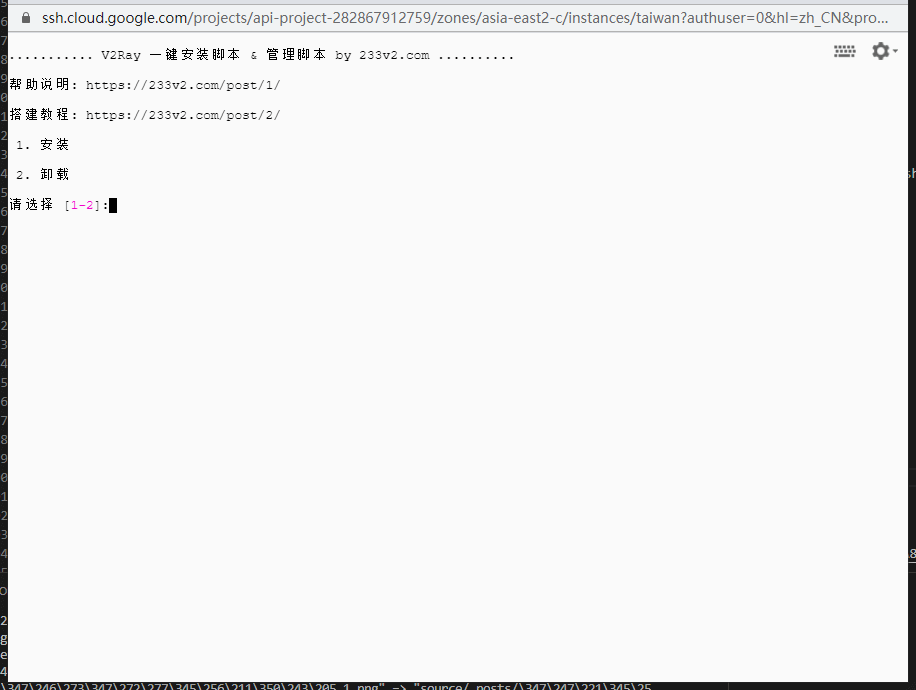 ssh.cloud.google.com/projects/api-project-282867912759/zones/asia-east2-c/instances/taiwan?authuser=0&hl=zh_CN&pro...
........... V2Ray 一键安装脚本 & 管理脚本 by 233v2.com ..........
帮助说明: https://233v2.com/post/1/
搭建教程: https://233v2.com/post/2/
1. 安装
2. 卸载
请选择 [1-2]:
\347\246\273\347\272\277\345\256\211\350\243\205_1.png" => "source/_posts/\347\247\221\345\25